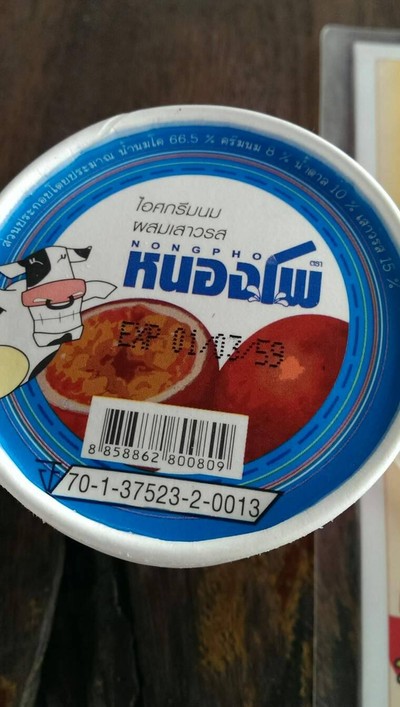 ส่วนประกอบโดยประมาณ น้ำนมโค 66.5 % ครีมนม 8 % น้ำตาล 10 % เสาวรส 15 %
ไอศกรีมนม
ผสมเสาวรส
NONGPHO
หนองโพ
ตรา
EXP 01/03/59
8 858862 800809
70-1-37523-2-0013